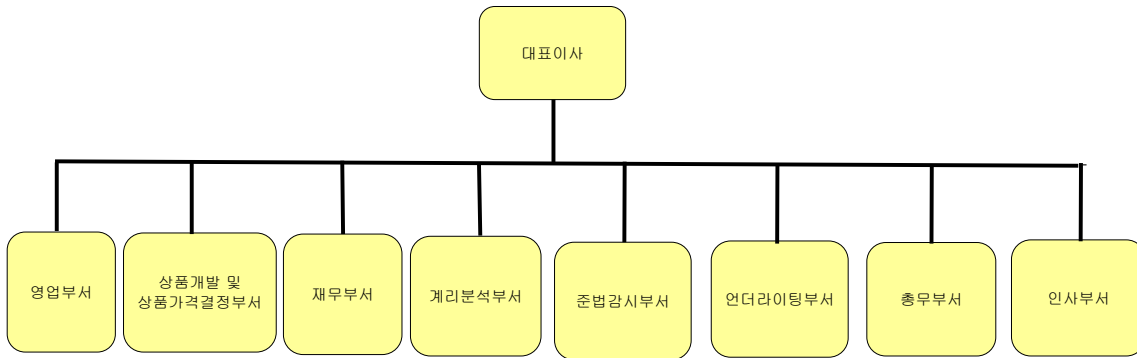 대표이사
영업부서
상품개발 및
상품가격결정부서
재무부서
계리분석부서
준법감시부서
언더라이팅부서
총무부서
인사부서